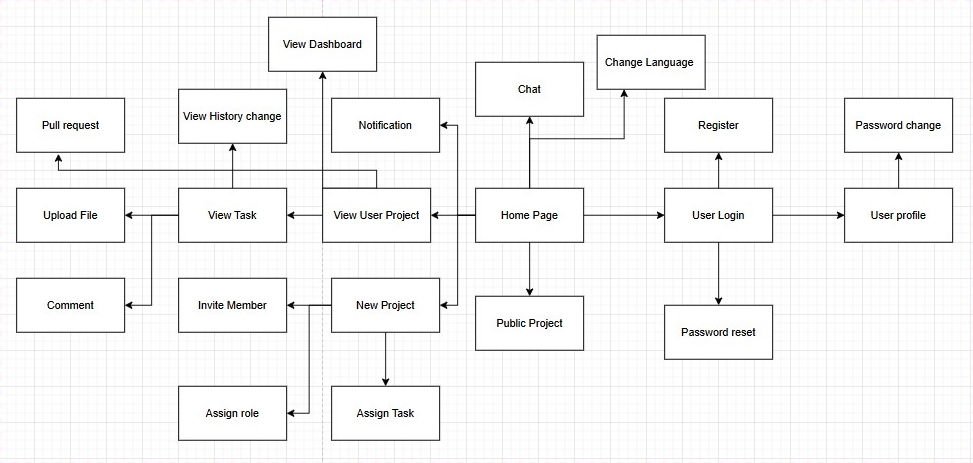 View Dashboard
Change Language
Chat
Pull request
View History change
Notification
Register
Password change
Upload File
View Task
View User Project
Home Page
User Login
User profile
Comment
Invite Member
New Project
Public Project
Password reset
Assign role
Assign Task